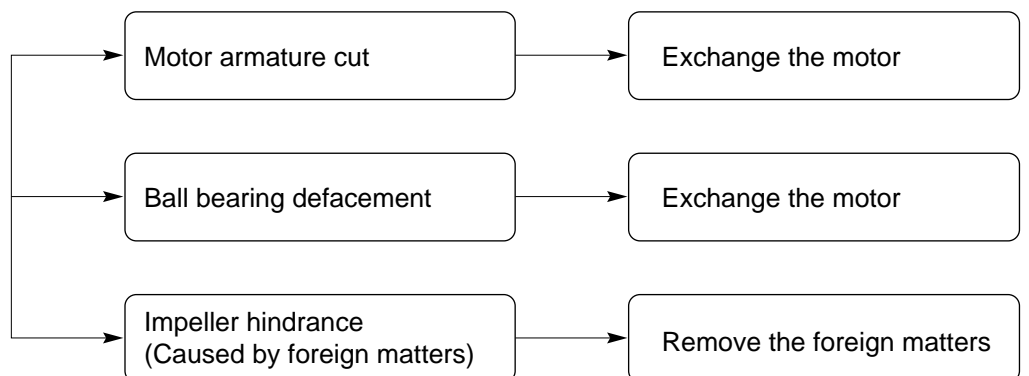 Motor armature cut
Exchange the motor
Ball bearing defacement
Exchange the motor
Impeller hindrance
(Caused by foreign matters)
Remove the foreign matters